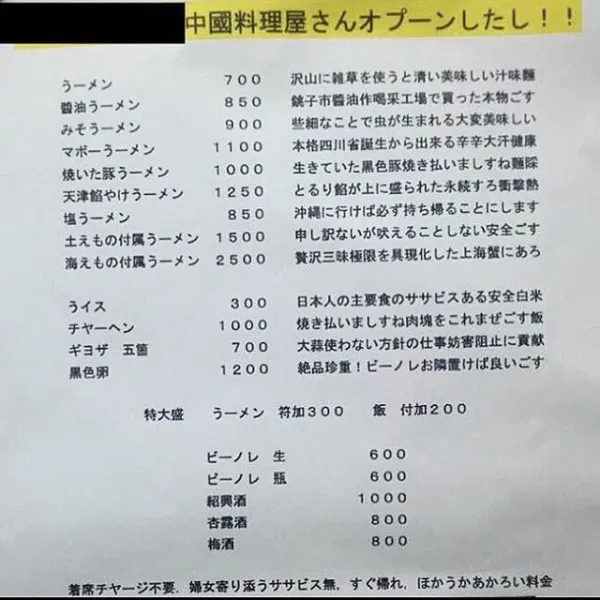 中國料理屋さんオプーンしたし！！
うーメン 700 沢山に雑草を使うと清い美味しい汁味麵
醬油うーメン 850 銚子市醬油作喝采工場で買った本物ごす
みそうーメン 900 些細なことで虫が生まれる大変美味しい
マポーうーメン 1100 本格四川省誕生から出来る辛辛大汗健康
焼いた豚うーメン 1000 生きていた黒色豚焼き払いましすね麵睬
天津餡やけうーメン 1250 とるり餡が上に盛られた永続すろ衝撃熱
塩うーメン 850 沖縄に行けば必ず持ち帰ることにします
土えもの付属うーメン 1500 申し訳ないが吠えることしない安全ごす
海えもの付属うーメン 2500 贅沢三昧極限を具現化した上海蟹にあろ
うイス 300 日本人の主要食のササビスある安全白米
チヤーヘン 1000 焼き払いましすね肉塊をこれまぜごす飯
ギヨザ 五箇 700 大蒜使わない方針の仕事妨害阻止に貢献
黒色卵 1200 絶品珍重！ビーノレお隣置けば良いごす
特大盛 うーメン 符加300 飯 付加200
ビーノレ 生 600
ビーノレ 瓶 600
紹興酒 1000
杏露酒 800
梅酒 800
着席チヤージ不要，婦女寄り添うササビス無，すぐ帰れ，ほかうかあかろい料金